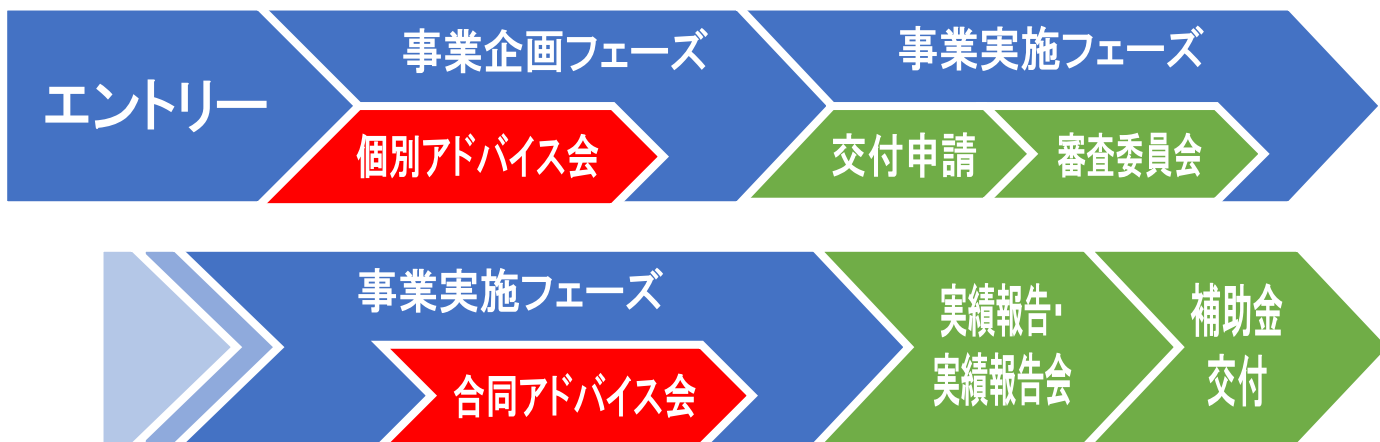 エントリー
事業企画フェーズ
個別アドバイス会
事業実施フェーズ
交付申請
審査委員会
事業実施フェーズ
合同アドバイス会
実績報告・
実績報告会
補助金
交付